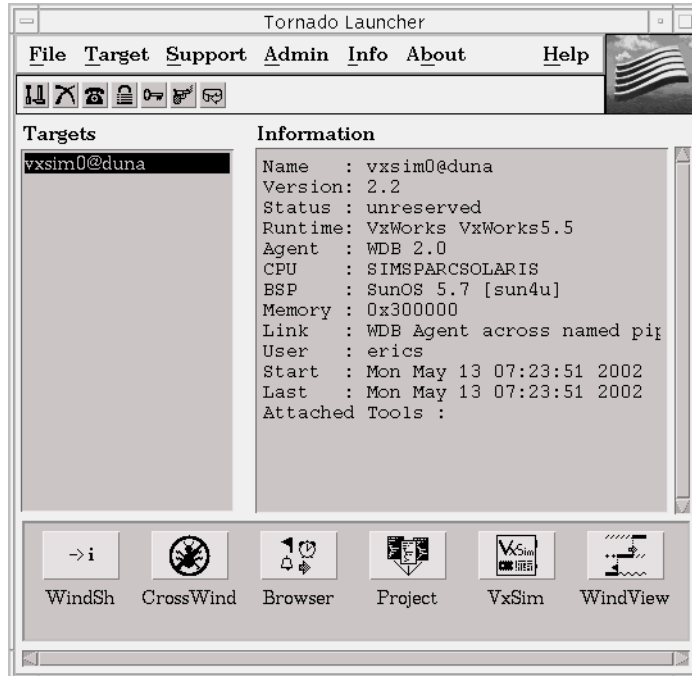 Tornado Launcher
File Target Support Admin Info About Help
Targets
Information
vxsim0@duna
Name : vxsim0@duna
Version: 2.2
Status : unreserved
Runtime: VxWorks VxWorks5.5
Agent : WDB 2.0
CPU : SIMSPARCSOLARIS
BSP : SunOS 5.7 [sun4u]
Memory : 0x300000
Link : WDB Agent across named pip
User : erics
Start : Mon May 13 07:23:51 2002
Last : Mon May 13 07:23:51 2002
Attached Tools :
->i
VxSim
WindSh CrossWind Browser Project VxSim WindView